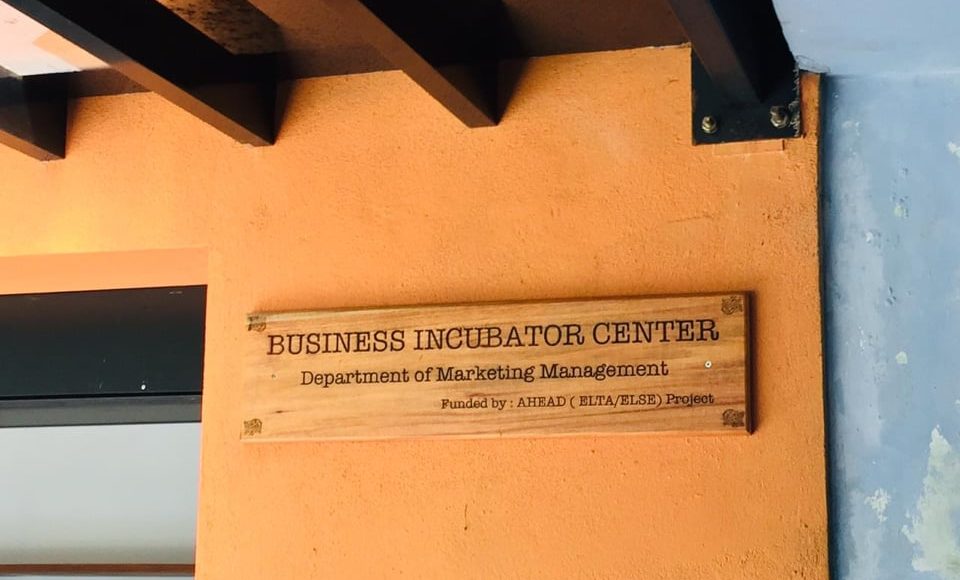 BUSINESS INCUBATOR CENTER
Department of Marketing Management
Funded by : AHEAD ( ELTA/ELSE) Project